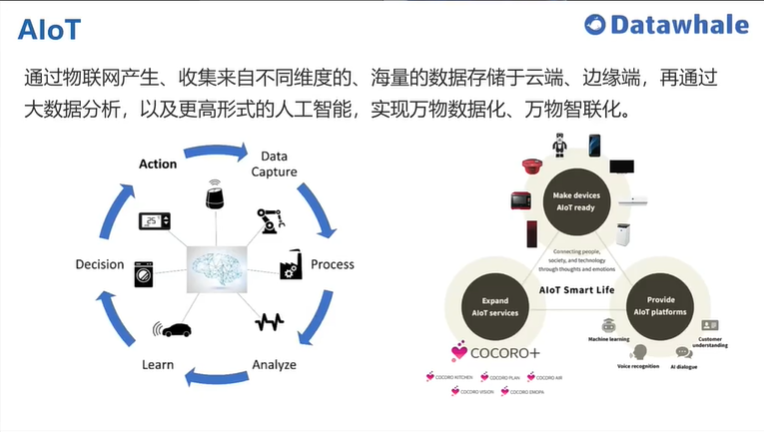 AIoT
Datawhale
通过物联网产生、收集来自不同维度的、海量的数据存储于云端、边缘端，再通过
大数据分析，以及更高形式的人工智能，实现万物数据化、万物智联化。
Action
Data
Capture
Process
Analyze
Learn
Decision
25
Make devices
AIoT ready
Connecting people,
society, and technology
through thoughts and emotions
AIoT Smart Life
Expand
AIoT services
Provide
AIoT platforms
Machine learning
Customer
understanding
Voice recognition
AI dialogue
COCORO+
COCORO KITCHEN
COCORO PLAN
COCORO AIR
COCORO VISION